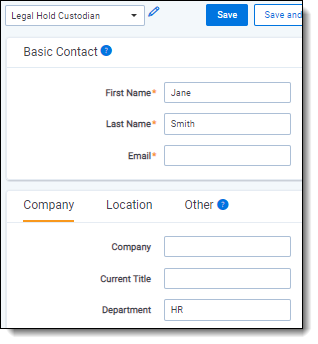 Legal Hold Custodian Save Save and
Basic Contact ?
First Name* Jane
Last Name* Smith
Email*
Company Location Other ?
Company
Current Title
Department HR